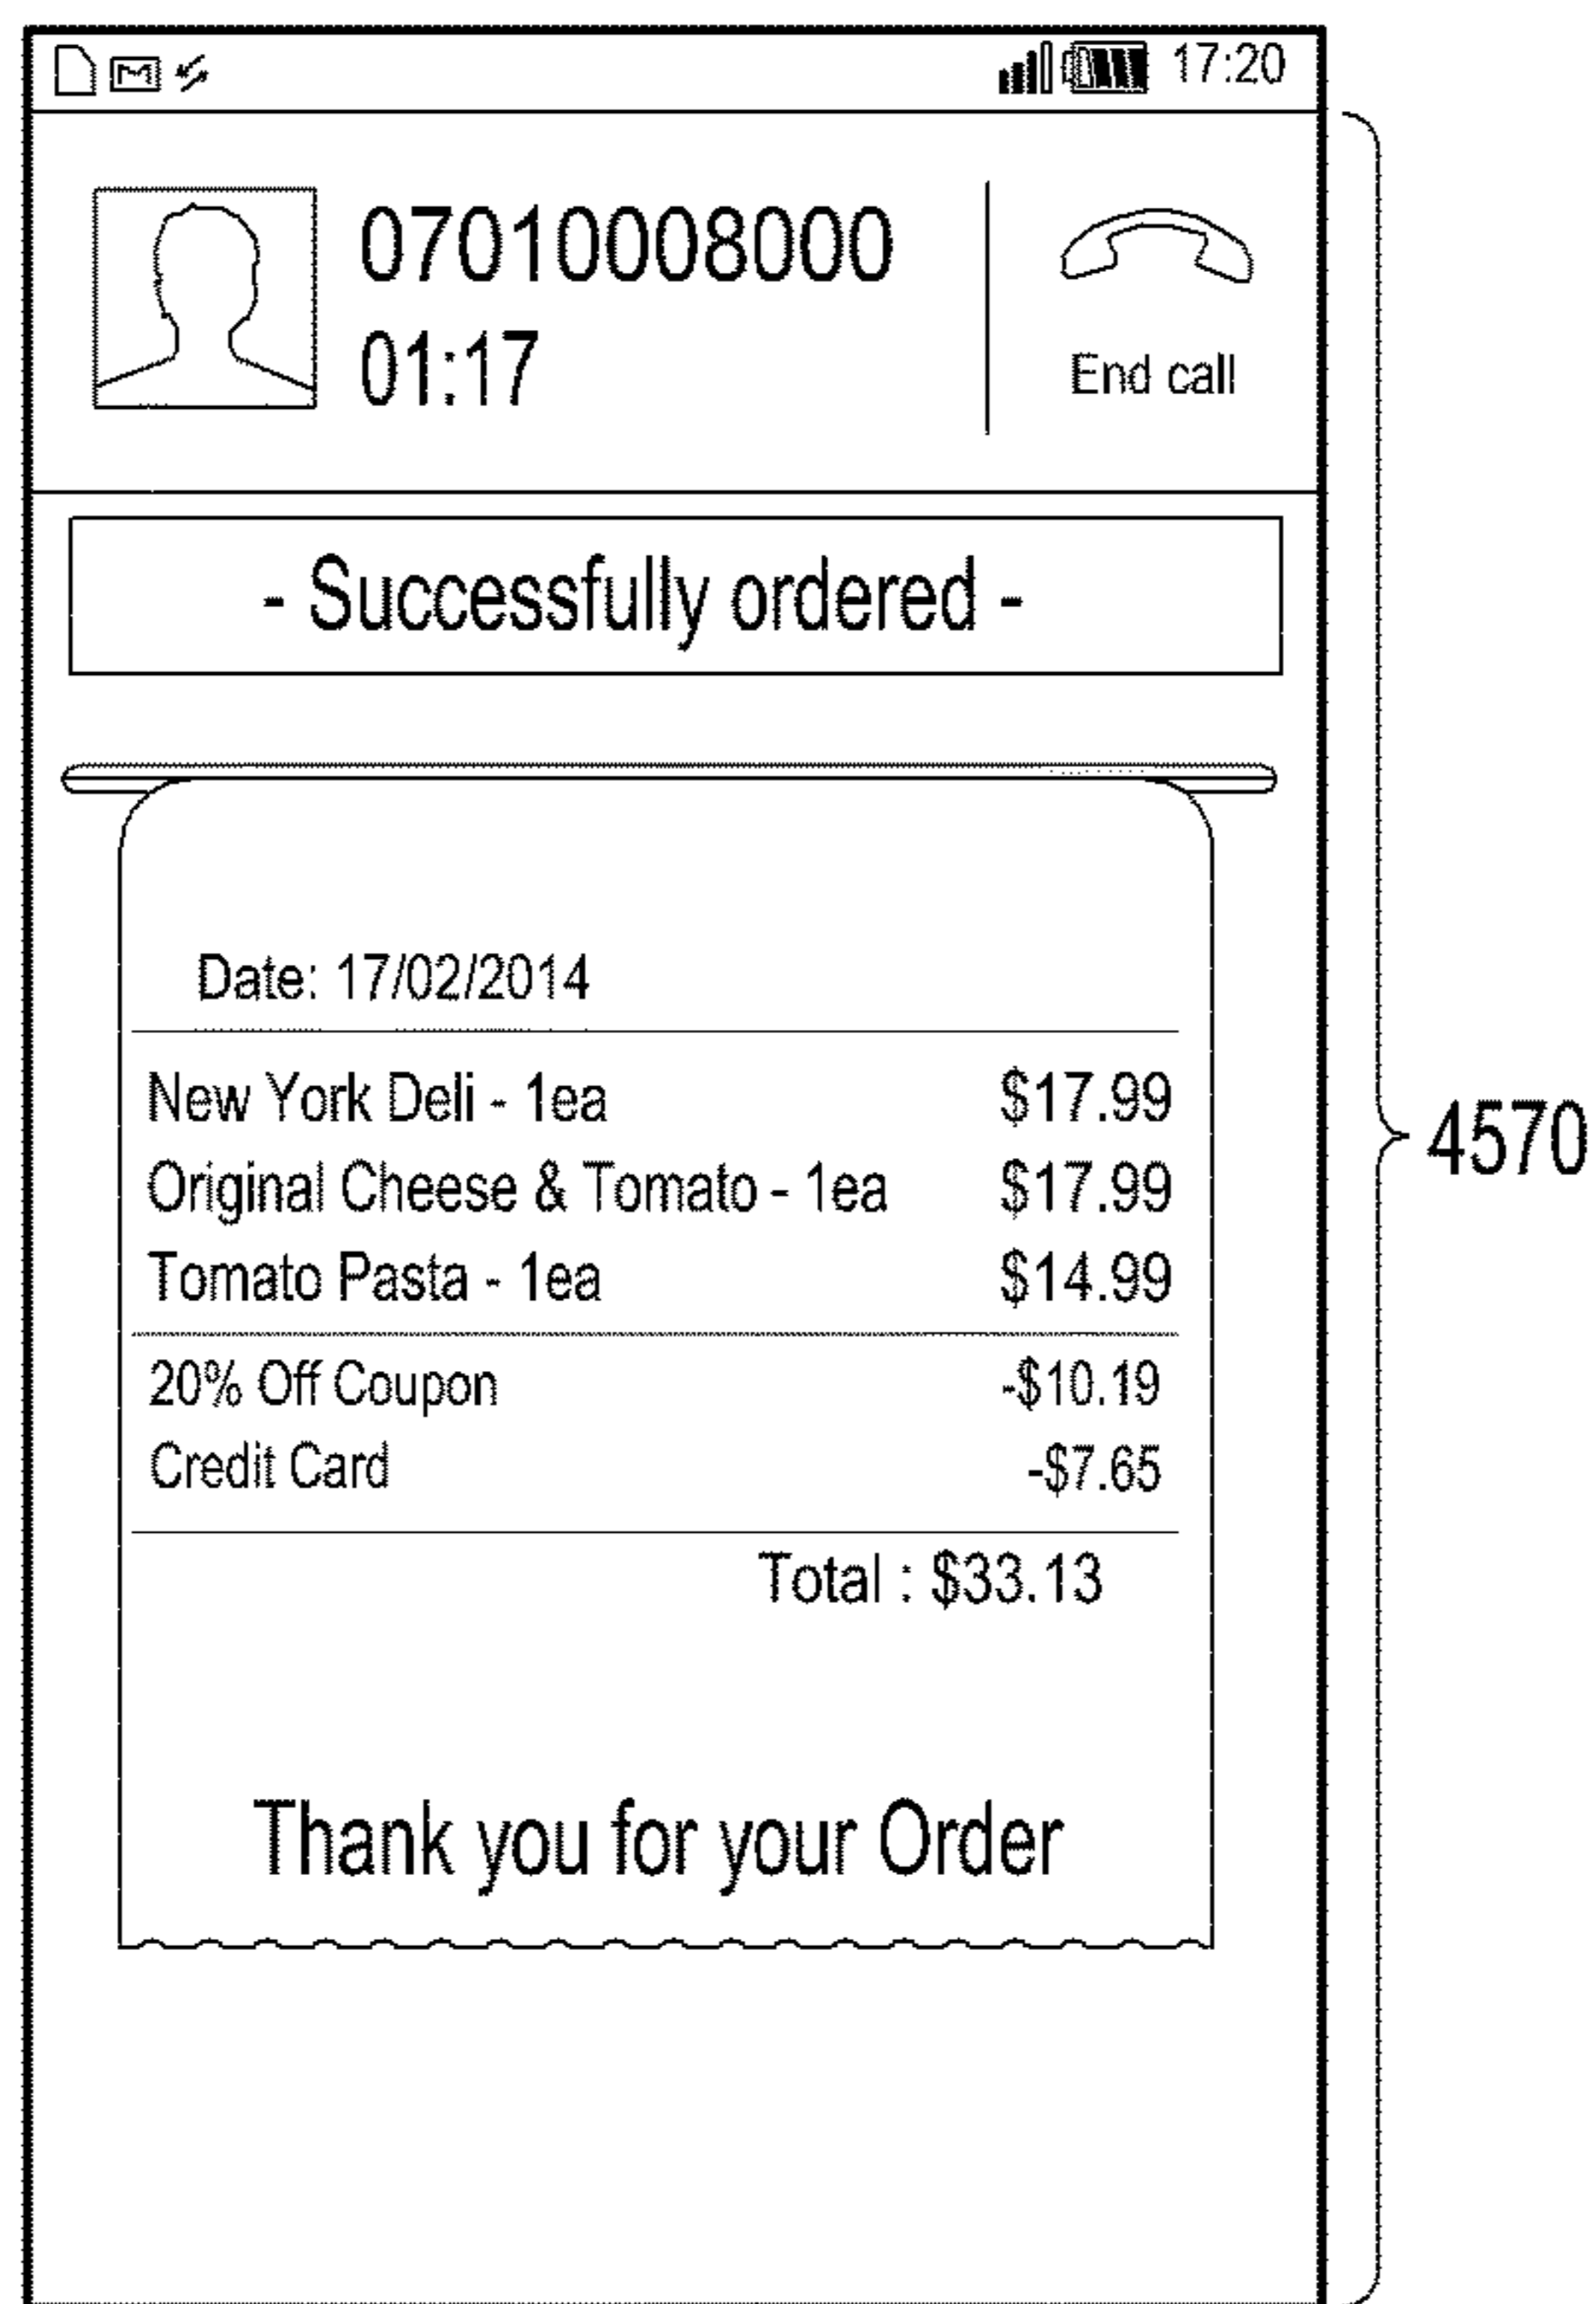 17:20
07010008000
01:17
End call
- Successfully ordered -
Date: 17/02/2014
New York Deli - 1ea $17.99
Original Cheese & Tomato - 1ea $17.99
Tomato Pasta - 1ea $14.99
20% Off Coupon -$10.19
Credit Card -$7.65
Total : $33.13
Thank you for your Order
4570